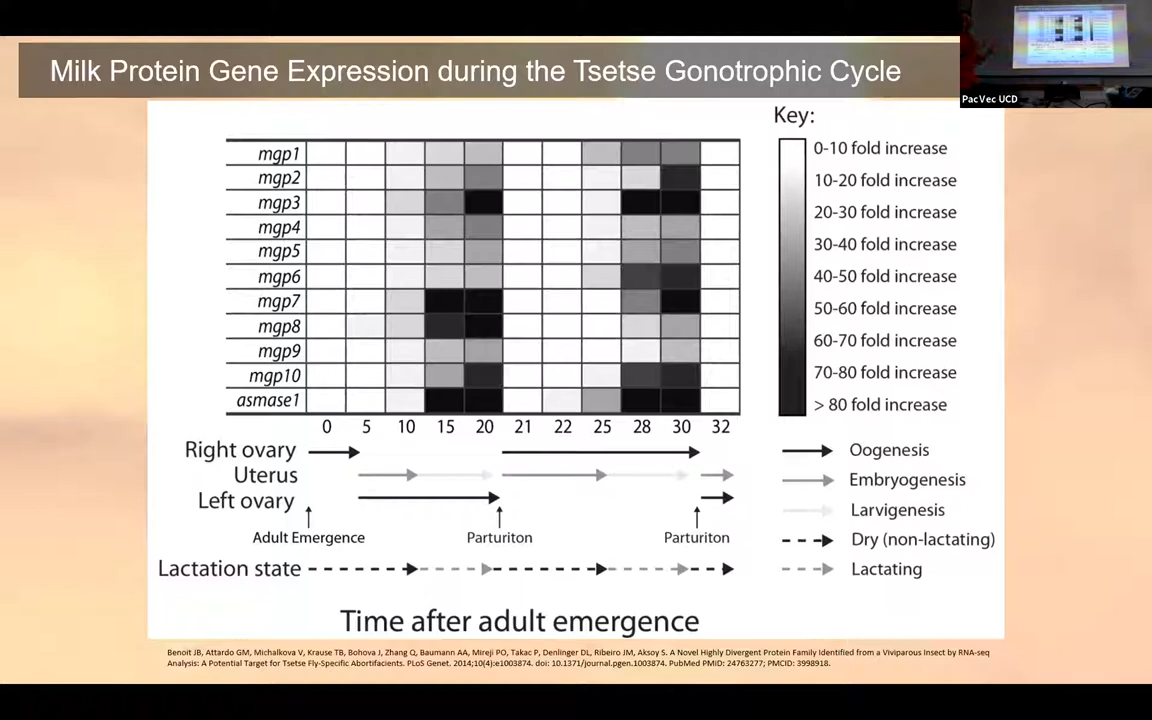 Milk Protein Gene Expression during the Tsetse Gonotrophic Cycle
PacVec UCD
Key:
mgp1
mgp2
mgp3
mgp4
mgp5
mgp6
mgp7
mgp8
mgp9
mgp10
asmase1
0-10 fold increase
10-20 fold increase
20-30 fold increase
30-40 fold increase
40-50 fold increase
50-60 fold increase
60-70 fold increase
70-80 fold increase
> 80 fold increase
0 5 10 15 20 21 22 25 28 30 32
Right ovary
Uterus
Left ovary
Adult Emergence
Parturiton
Parturiton
Lactation state
Oogenesis
Embryogenesis
Larvigenesis
Dry (non-lactating)
Lactating
Time after adult emergence
Benoit JB, Attardo GM, Michalkova V, Krause TB, Bohova J, Zhang Q, Baumann AA, Mireji PO, Takac P, Denlinger DL, Ribeiro JM, Aksoy S. A Novel Highly Divergent Protein Family Identified from a Viviparous Insect by RNA-seq
Analysis: A Potential Target for Tsetse Fly-Specific Abortifacients. PLoS Genet. 2014;10(4):e1003874. doi: 10.1371/journal.pgen.1003874. PubMed PMID: 24763277; PMCID: 3998918.